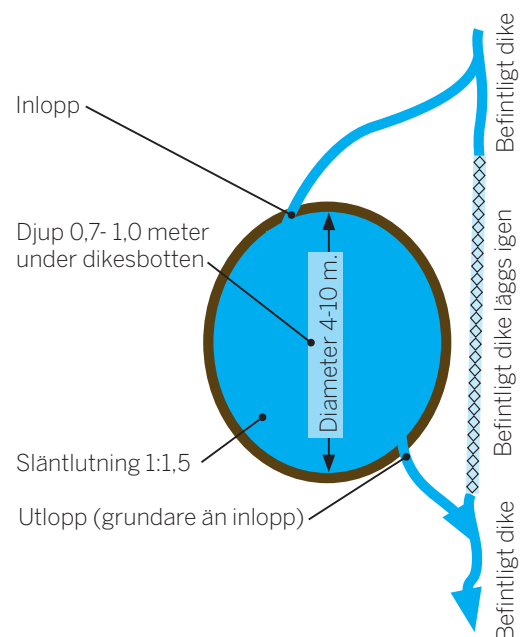 Befintligt dike
Inlopp
Djup 0,7- 1,0 meter
under dikesbotten
Diameter 4-10 m.
Befintligt dike läggs igen
Släntlutning 1:1,5
Utlopp (grundare än inlopp)
Befintligt dike